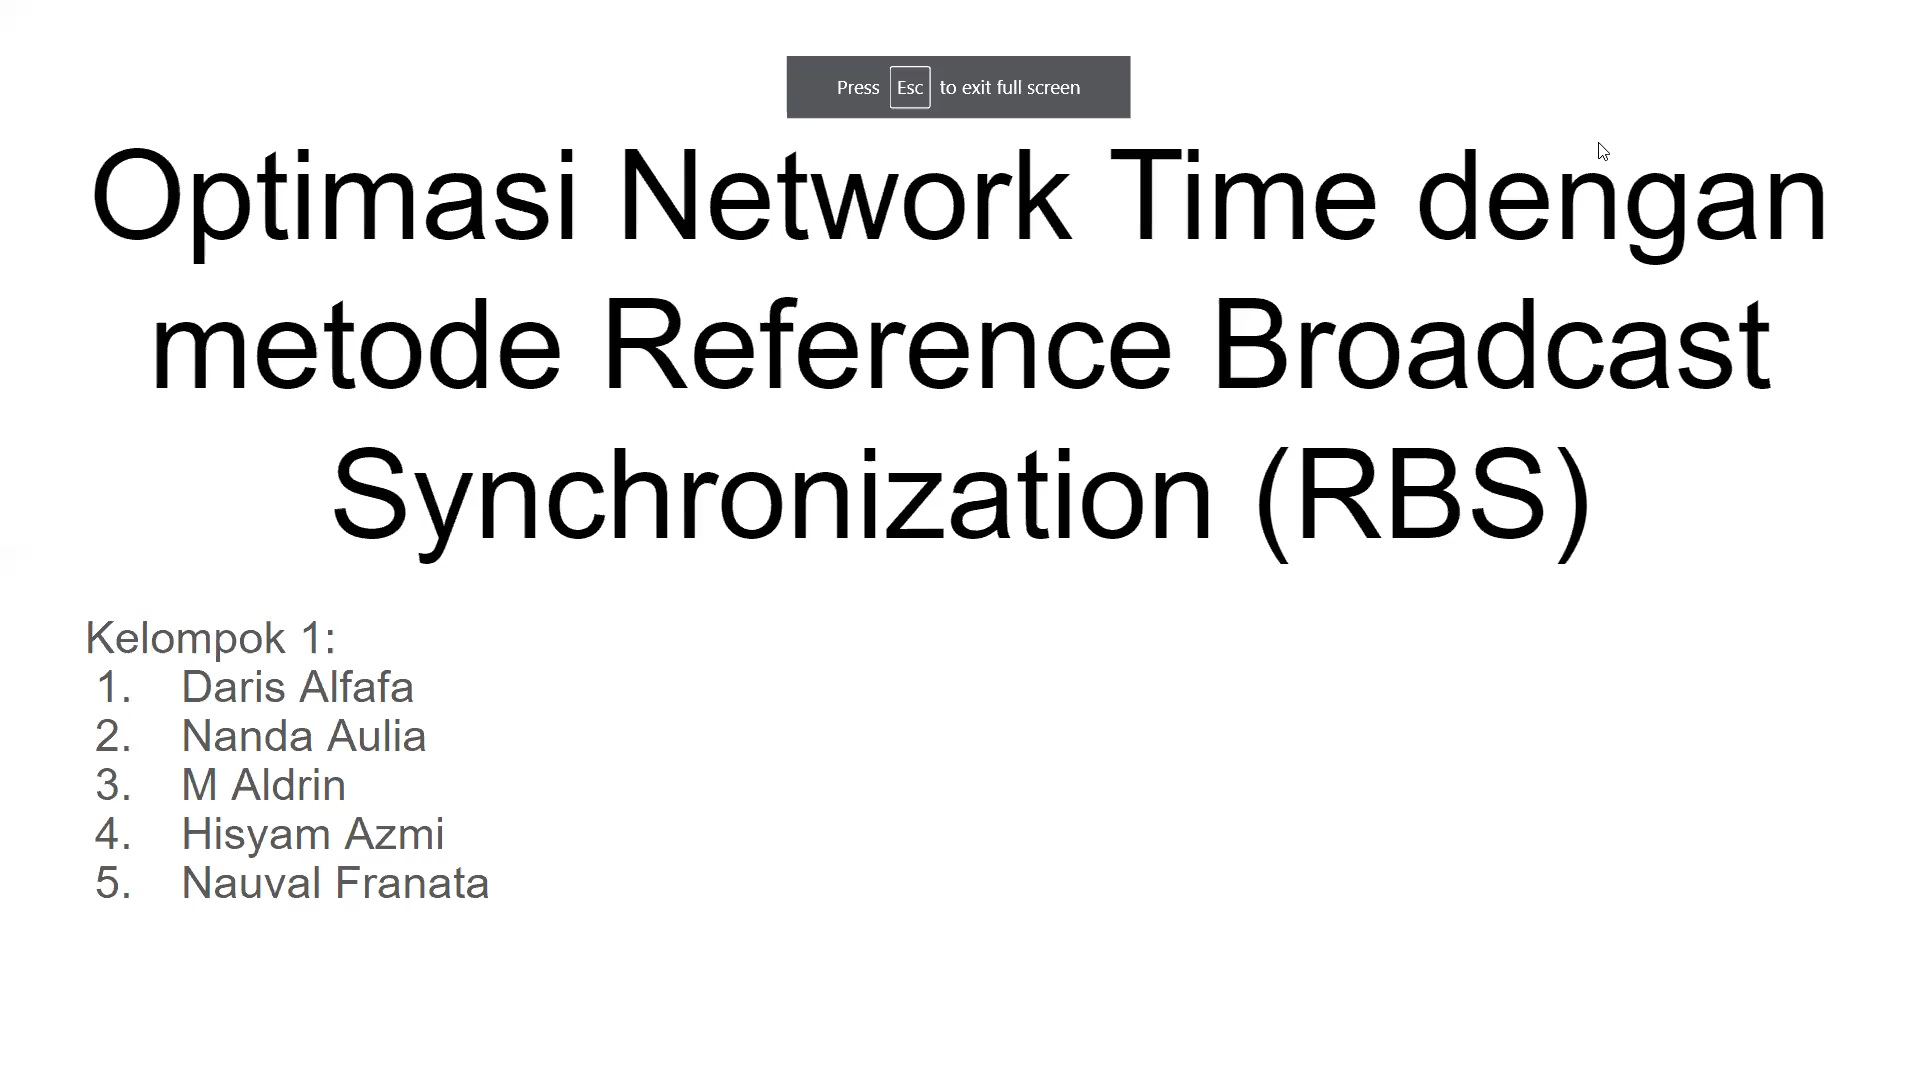 Press Esc to exit full screen
Optimasi Network Time dengan
metode Reference Broadcast
Synchronization (RBS)
Kelompok 1:
1. Daris Alfafa
2. Nanda Aulia
3. M Aldrin
4. Hisyam Azmi
5. Nauval Franata